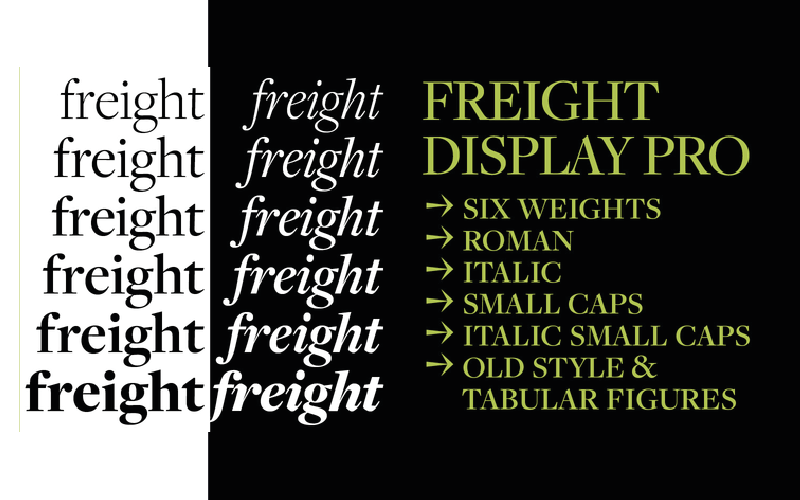 freight
freight
freight
freight
freight
freight
freight
freight
freight
freight
freight
freight
FREIGHT
DISPLAY PRO
→ SIX WEIGHTS
→ ROMAN
→ ITALIC
→ SMALL CAPS
→ ITALIC SMALL CAPS
→ OLD STYLE &
TABULAR FIGURES